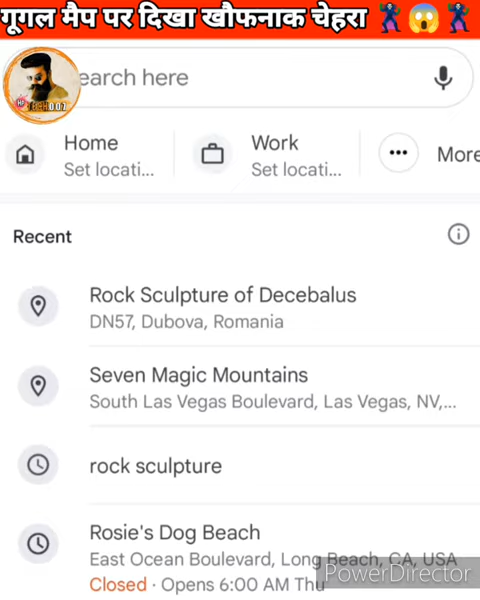 गूगल मैप पर दिखा खौफनाक चेहरा 🧟‍♂️😱🧟‍♂️
earch here
Home
Set locati...
Work
Set locati...
More
Recent
Rock Sculpture of Decebalus
DN57, Dubova, Romania
Seven Magic Mountains
South Las Vegas Boulevard, Las Vegas, NV,...
rock sculpture
Rosie's Dog Beach
East Ocean Boulevard, Long Beach, CA, USA
Closed · Opens 6:00 AM Thu
PowerDirector